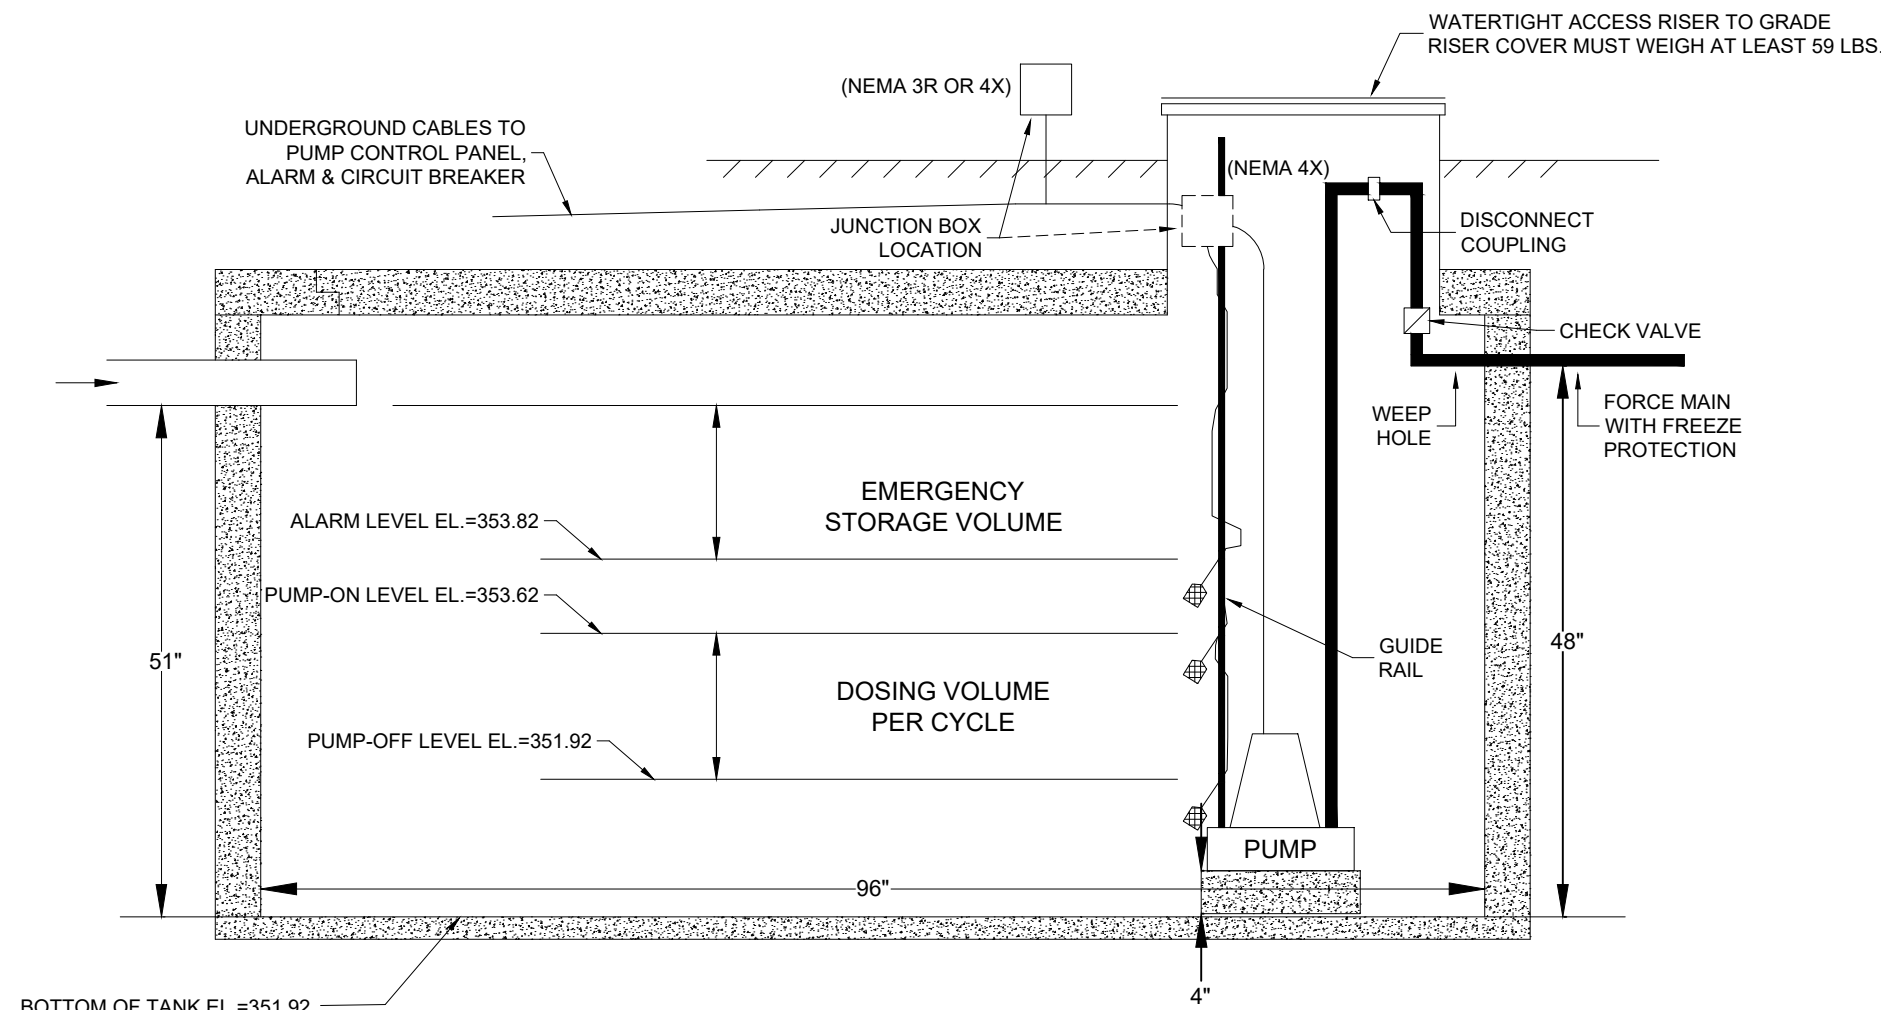 WATERTIGHT ACCESS RISER TO GRADE
RISER COVER MUST WEIGH AT LEAST 59 LBS.
(NEMA 3R OR 4X)
UNDERGROUND CABLES TO
PUMP CONTROL PANEL,
ALARM & CIRCUIT BREAKER
(NEMA 4X)
JUNCTION BOX
LOCATION
DISCONNECT
COUPLING
CHECK VALVE
WEEP
HOLE
FORCE MAIN
WITH FREEZE
PROTECTION
EMERGENCY
STORAGE VOLUME
ALARM LEVEL EL.=353.82
PUMP-ON LEVEL EL.=353.62
51"
48"
GUIDE
RAIL
DOSING VOLUME
PER CYCLE
PUMP-OFF LEVEL EL.=351.92
PUMP
96"
4"
BOTTOM OF TANK EL.=351.92